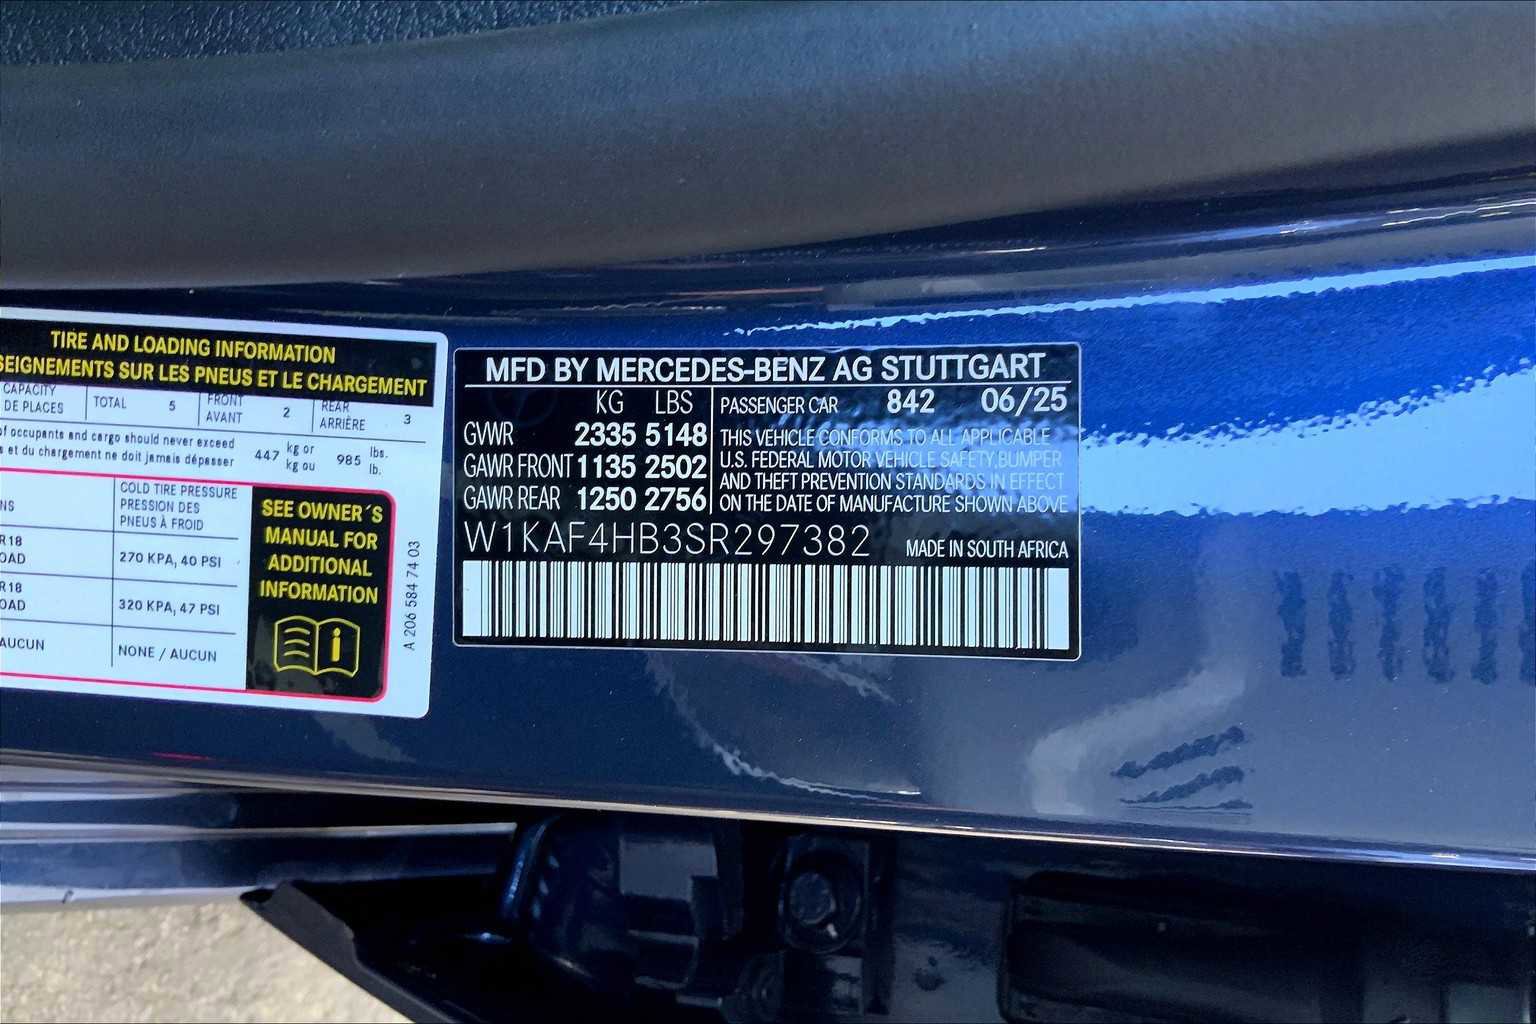 TIRE AND LOADING INFORMATION
SEIGNEMENTS SUR LES PNEUS ET LE CHARGEMENT
CAPACITY
DE PLACES
TOTAL 5
FRONT
AVANT
2
REAR
ARRIÈRE
3
of occupants and cargo should never exceed
s et du chargement ne doit jamais dépasser
447
kg or
kg ou
985
lbs.
lb.
NS
COLD TIRE PRESSURE
PRESSION DES
PNEUS À FROID
R18
OAD
270 KPA, 40 PSI
R18
OAD
320 KPA, 47 PSI
AUCUN
NONE / AUCUN
SEE OWNER´S
MANUAL FOR
ADDITIONAL
INFORMATION
A 206 584 74 03
MFD BY MERCEDES-BENZ AG STUTTGART
KG LBS
GVWR 2335 5148
GAWR FRONT 1135 2502
GAWR REAR 1250 2756
PASSENGER CAR 842 06/25
THIS VEHICLE CONFORMS TO ALL APPLICABLE
U.S. FEDERAL MOTOR VEHICLE SAFETY,BUMPER
AND THEFT PREVENTION STANDARDS IN EFFECT
ON THE DATE OF MANUFACTURE SHOWN ABOVE
W1KAF4HB3SR297382
MADE IN SOUTH AFRICA